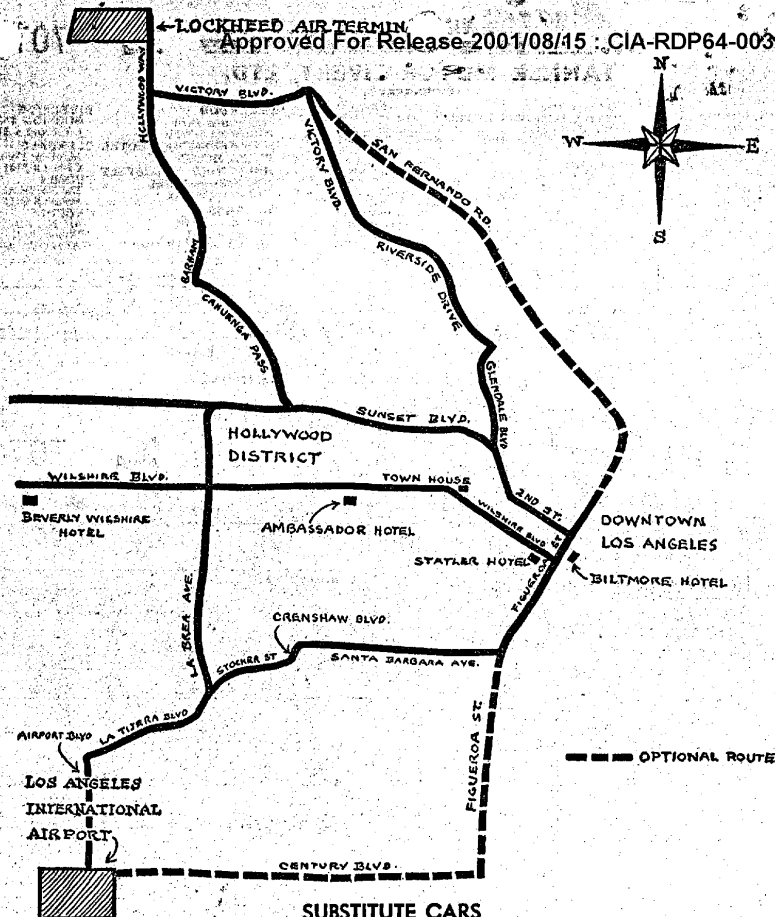 LOCKHEED AIR TERMIN
Approved For Release 2001/08/15 : CIA-RDP64-003
N
W
E
S
HOLLYWOOD WAY
VICTORY BLVD.
VICTORY BLVD.
SAN FERNANDO RD.
RIVERSIDE DRIVE
BARHAM
CAHUENGA PASS
GLENDALE BLVD
SUNSET BLVD.
HOLLYWOOD
DISTRICT
WILSHIRE BLVD.
TOWN HOUSE
2ND ST.
BEVERLY WILSHIRE
HOTEL
AMBASSADOR HOTEL
WILSHIRE BLVD
DOWNTOWN
LOS ANGELES
STATLER HOTEL
FIGUEROA ST
BILTMORE HOTEL
LA BREA AVE.
CRENSHAW BLVD.
STOCKER ST
SANTA BARBARA AVE.
AIRPORT BLVD
LA TIJERA BLVD
FIGUEROA ST.
OPTIONAL ROUTE
LOS ANGELES
INTERNATIONAL
AIRPORT
CENTURY BLVD.
SUBSTITUTE CARS